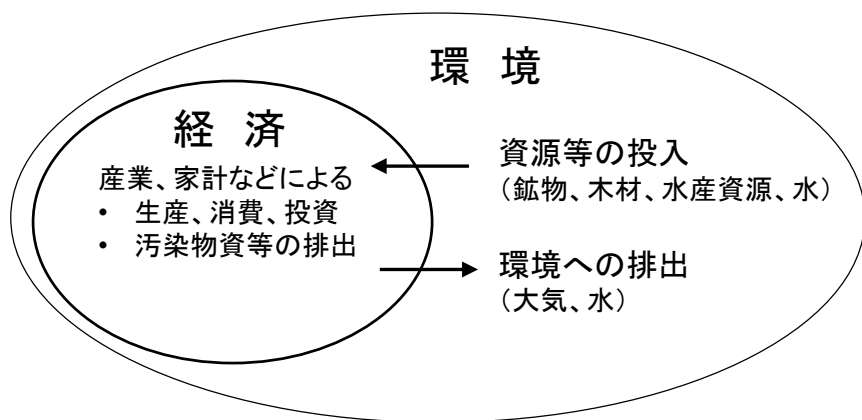 環 境
経 済
産業、家計などによる
• 生産、消費、投資
• 汚染物資等の排出
資源等の投入
（鉱物、木材、水産資源、水）
環境への排出
（大気、水）